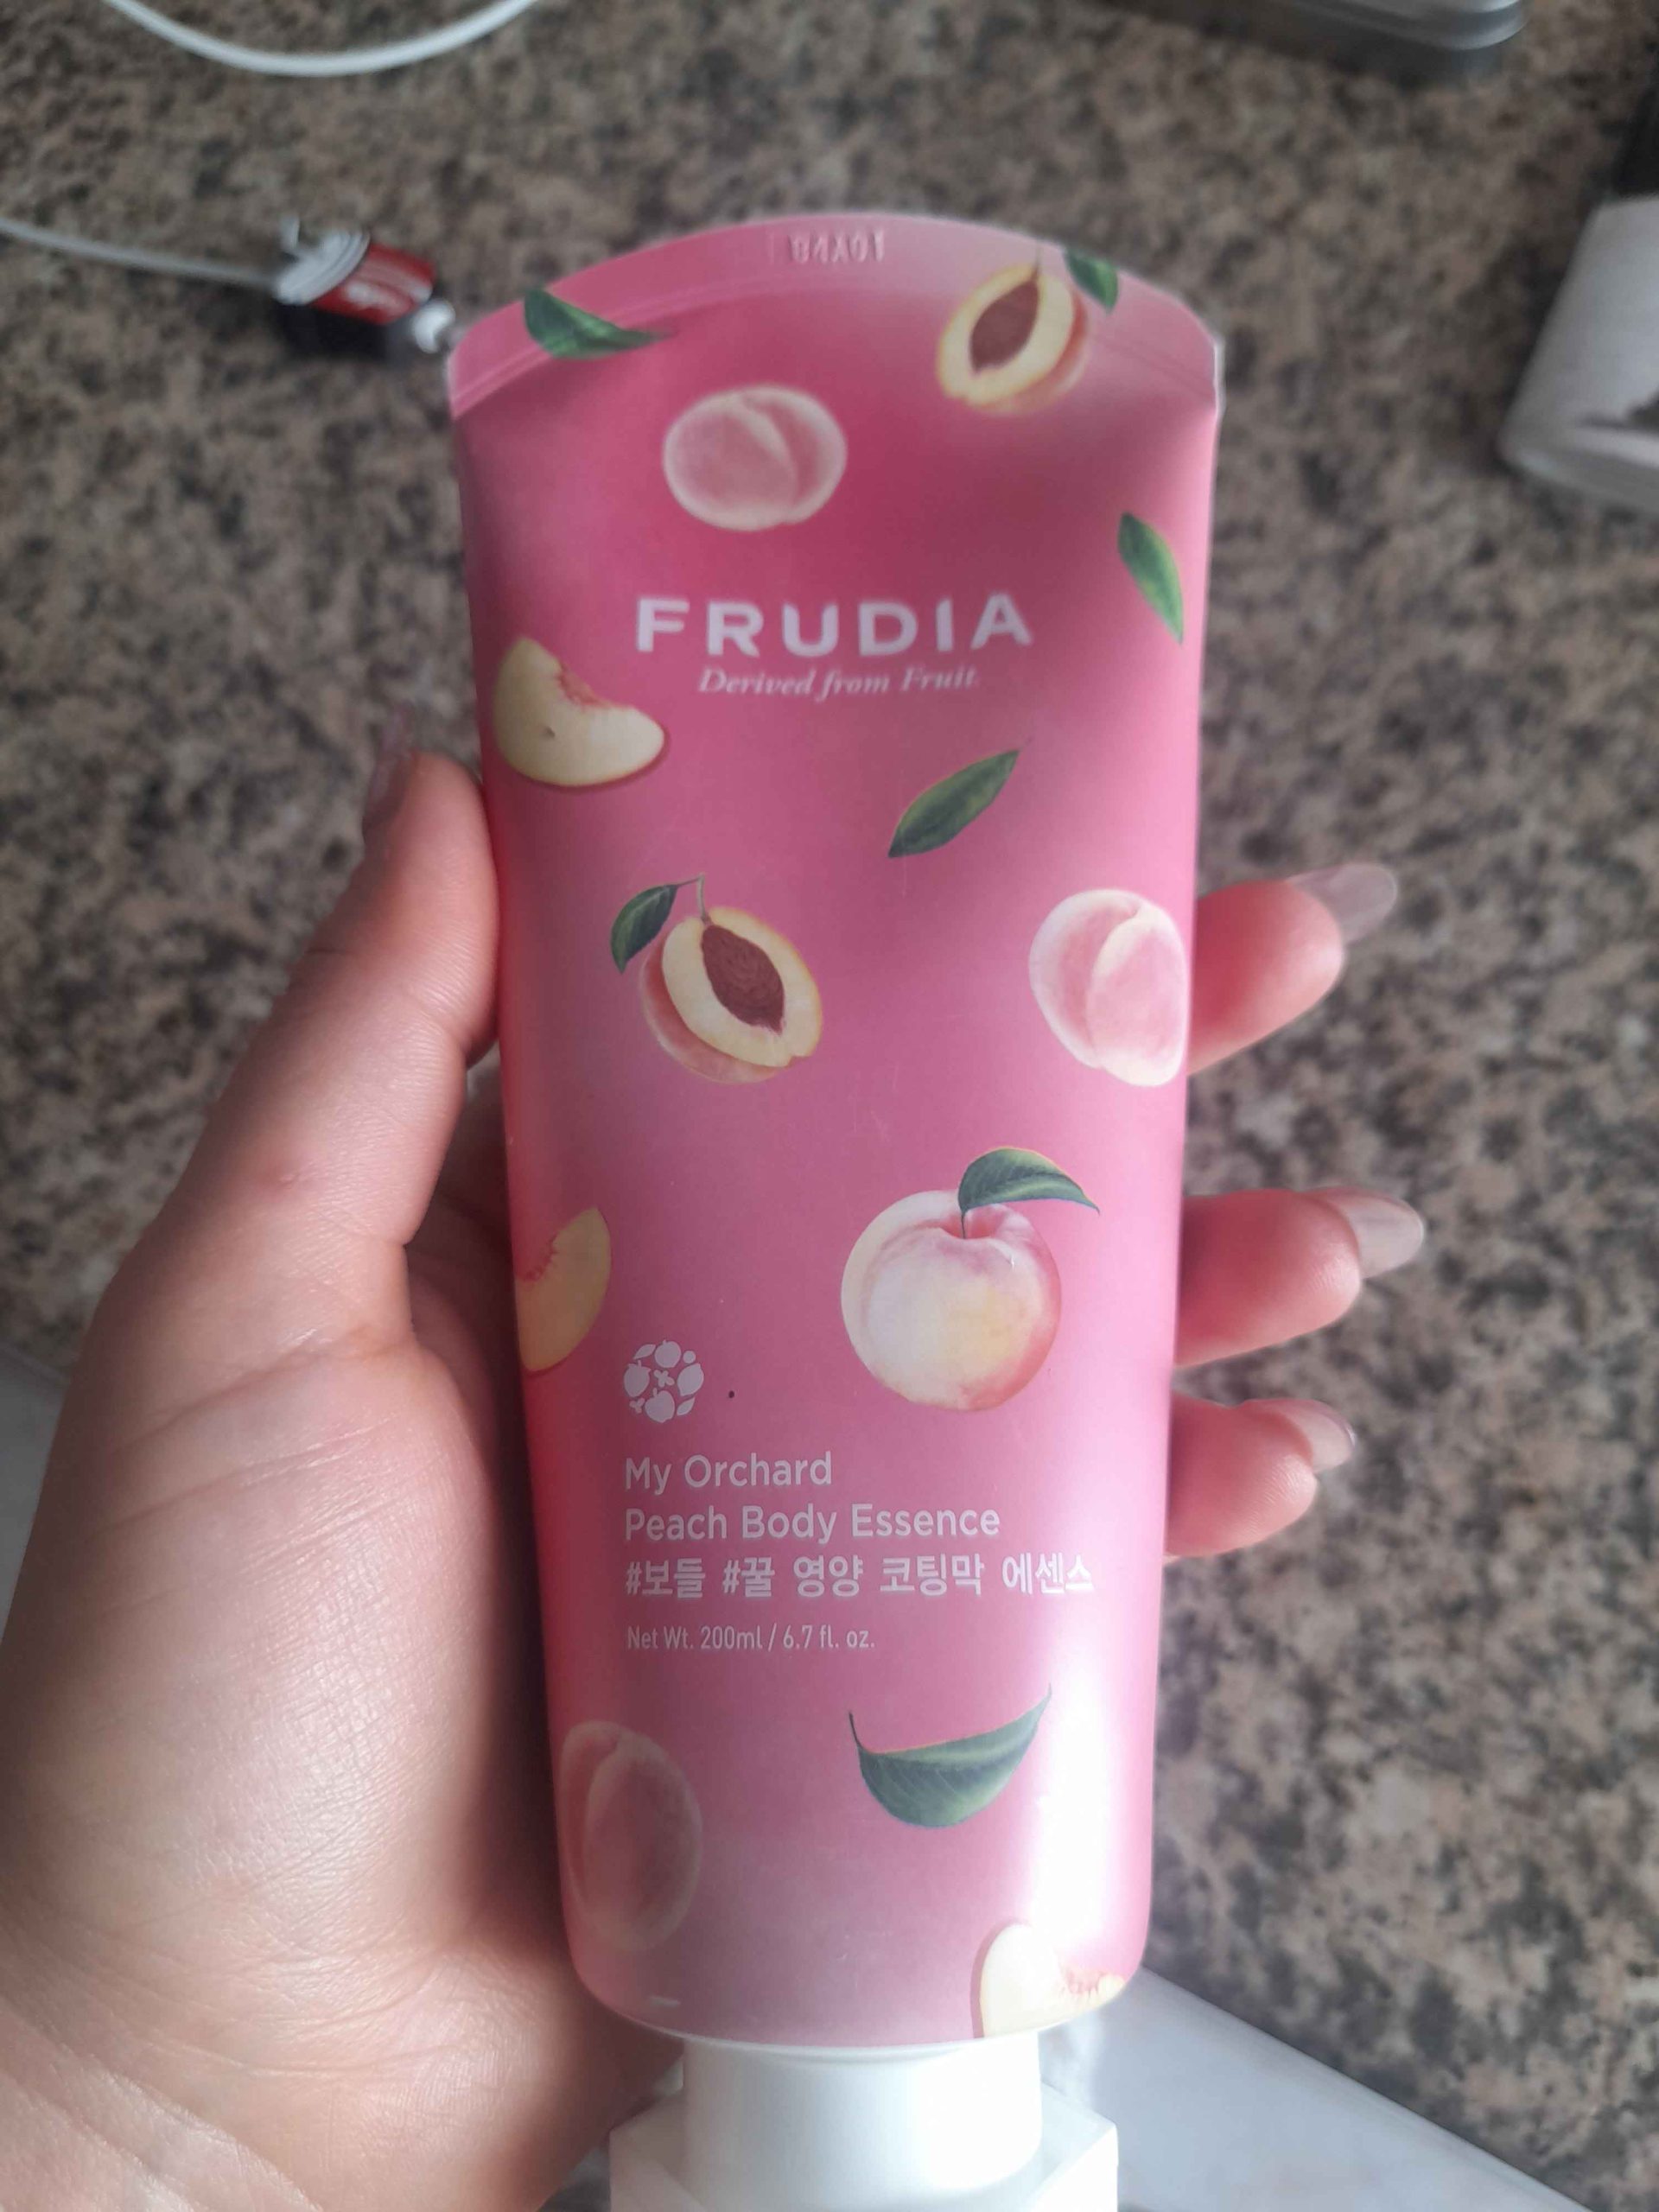 B4A01
FRUDIA
Derived from Fruit.
My Orchard
Peach Body Essence
#보들 #꿀 영양 코팅막 에센스
Net Wt. 200ml / 6.7 fl. oz.